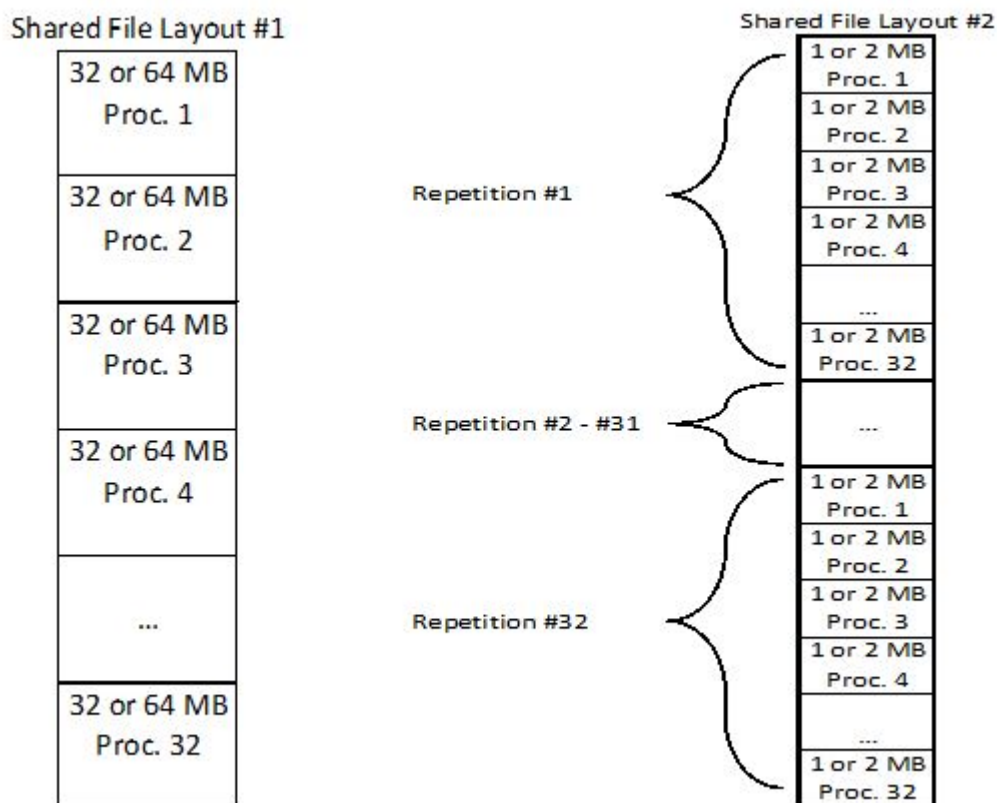 Shared File Layout #1
32 or 64 MB
Proc. 1
32 or 64 MB
Proc. 2
32 or 64 MB
Proc. 3
32 or 64 MB
Proc. 4
...
32 or 64 MB
Proc. 32
Shared File Layout #2
Repetition #1
1 or 2 MB
Proc. 1
1 or 2 MB
Proc. 2
1 or 2 MB
Proc. 3
1 or 2 MB
Proc. 4
...
1 or 2 MB
Proc. 32
Repetition #2 - #31
...
Repetition #32
1 or 2 MB
Proc. 1
1 or 2 MB
Proc. 2
1 or 2 MB
Proc. 3
1 or 2 MB
Proc. 4
...
1 or 2 MB
Proc. 32